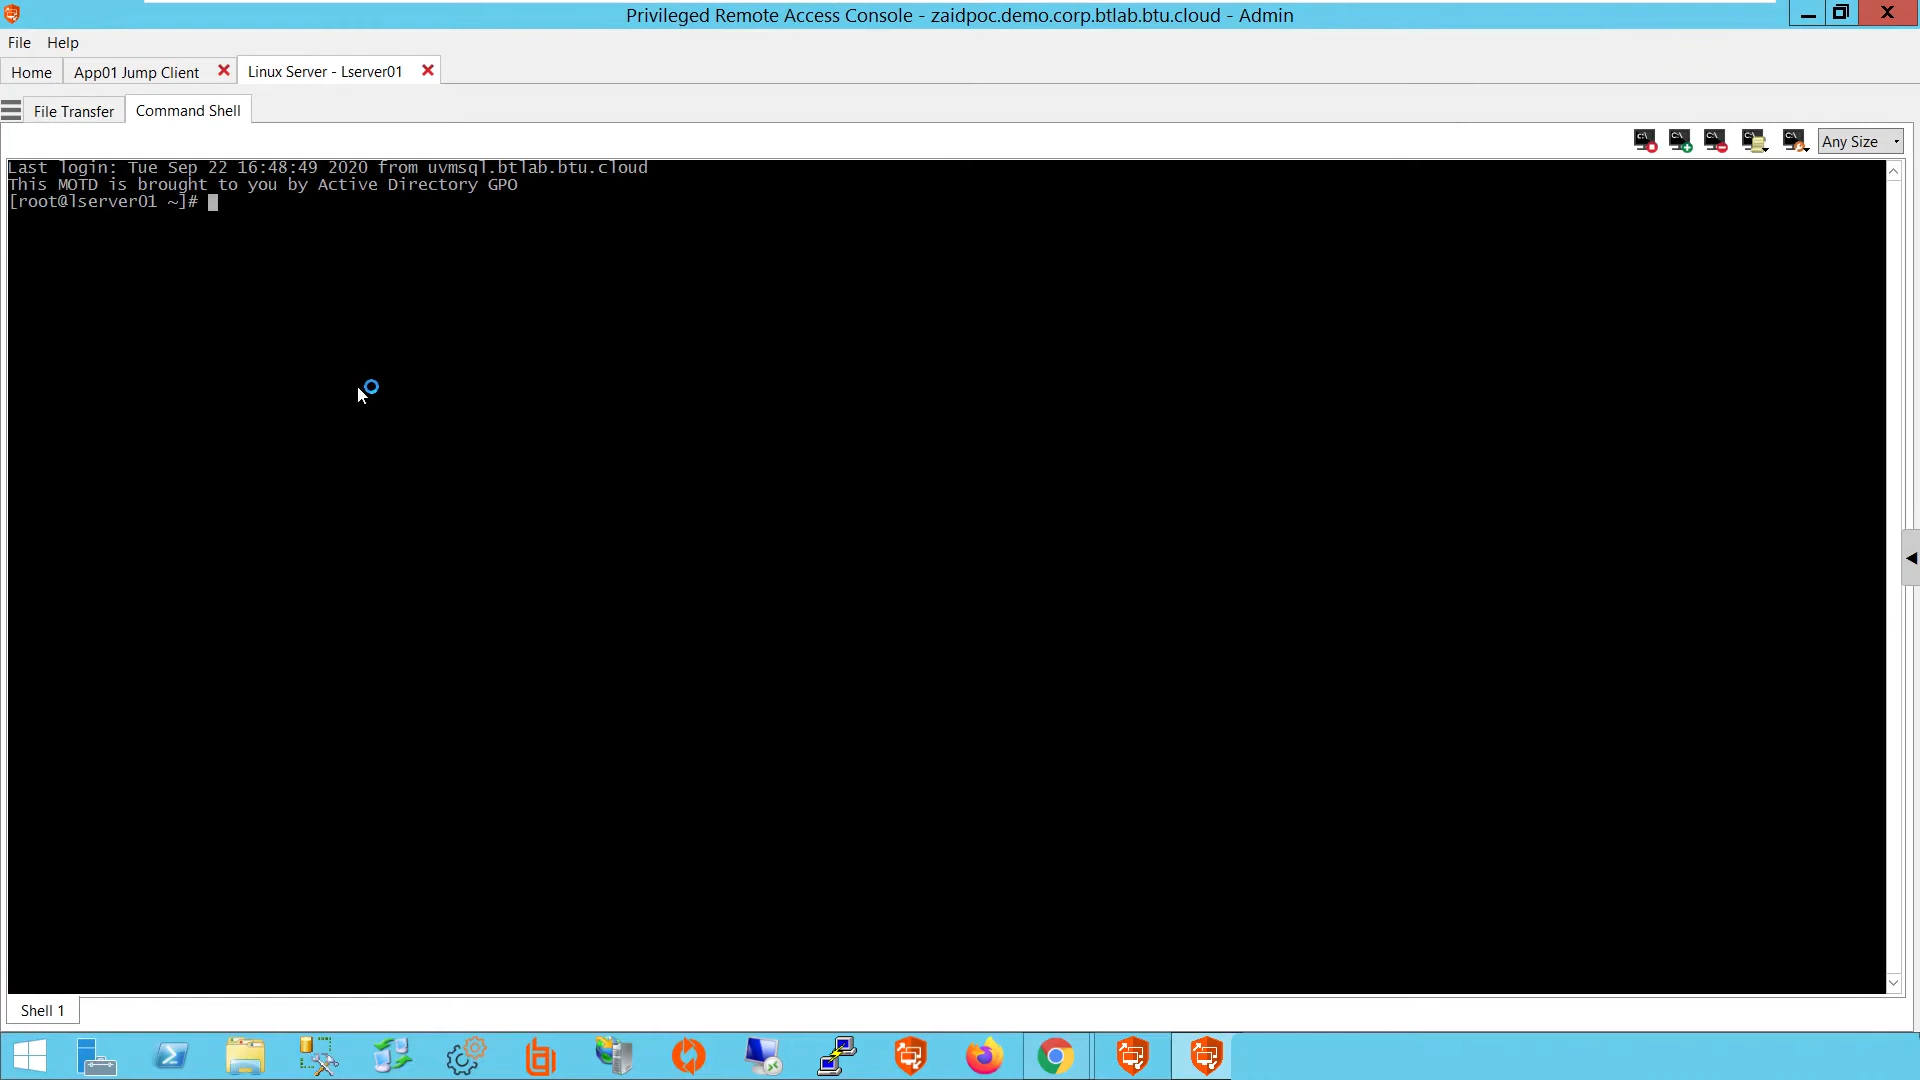 Privileged Remote Access Console - zaidpoc.demo.corp.btlab.btu.cloud - Admin
File Help
Home App01 Jump Client Linux Server - Lserver01
File Transfer Command Shell
Any Size
Last login: Tue Sep 22 16:48:49 2020 from uvmsql.btlab.btu.cloud
This MOTD is brought to you by Active Directory GPO
[root@lserver01 ~]#
Shell 1